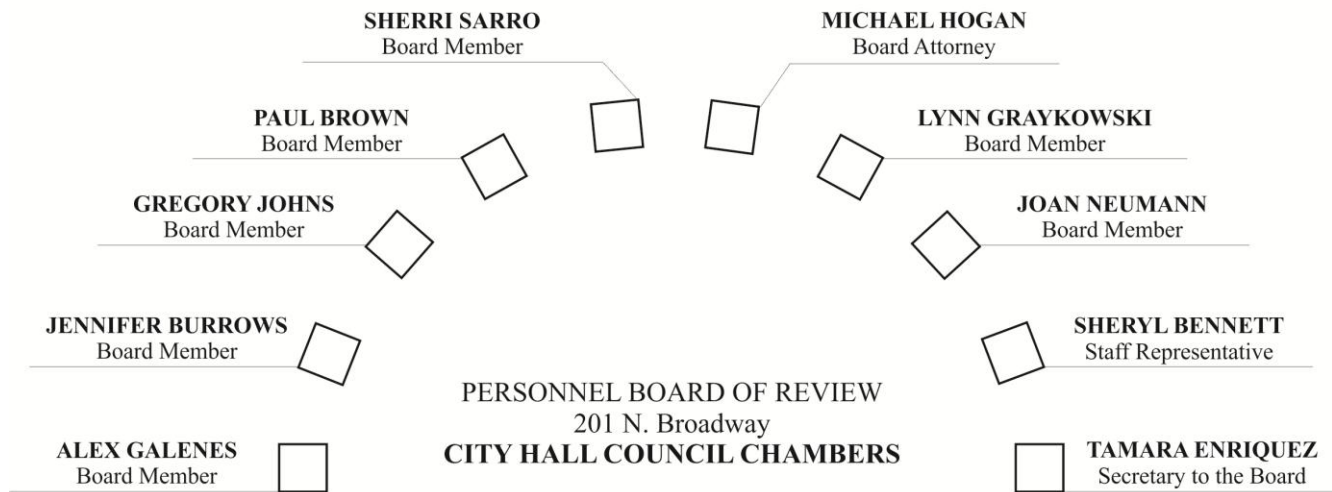 SHERRI SARRO
Board Member
MICHAEL HOGAN
Board Attorney
PAUL BROWN
Board Member
LYNN GRAYKOWSKI
Board Member
GREGORY JOHNS
Board Member
JOAN NEUMANN
Board Member
JENNIFER BURROWS
Board Member
SHERYL BENNETT
Staff Representative
PERSONNEL BOARD OF REVIEW
201 N. Broadway
CITY HALL COUNCIL CHAMBERS
ALEX GALENES
Board Member
TAMARA ENRIQUEZ
Secretary to the Board